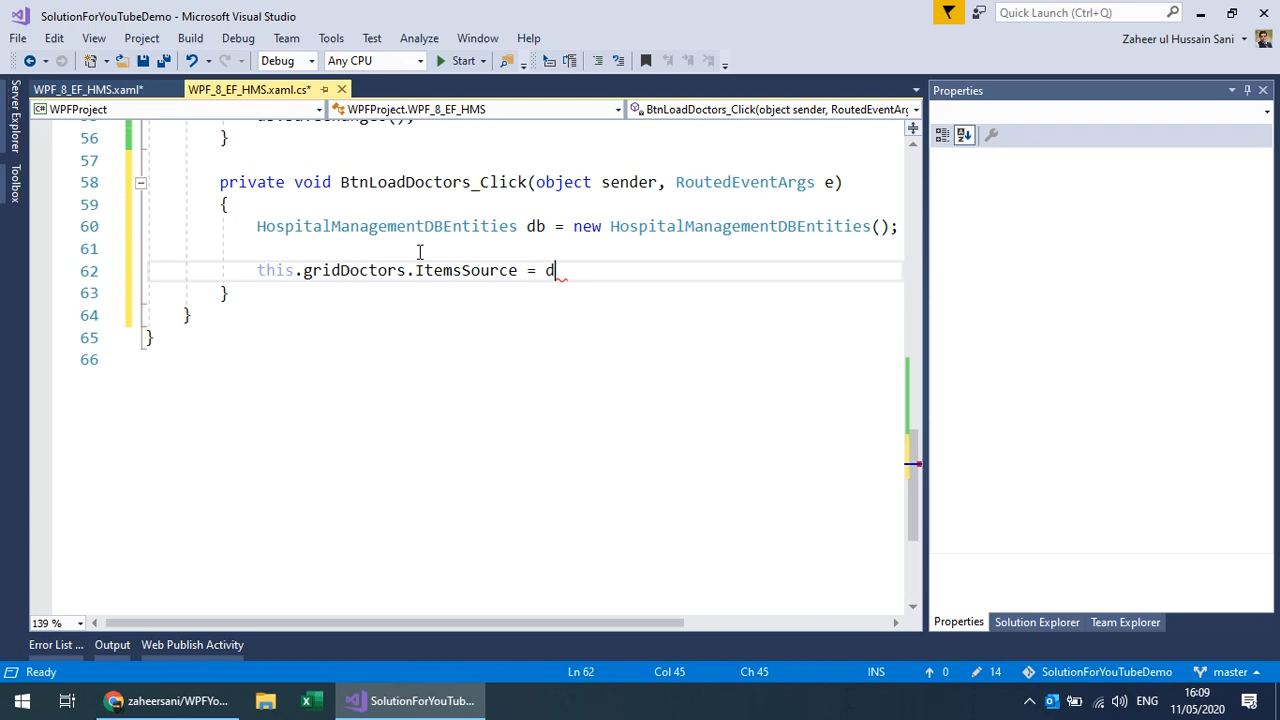 SolutionForYouTubeDemo - Microsoft Visual Studio
Quick Launch (Ctrl+Q)
File Edit View Project Build Debug Team Tools Test Analyze Window Help
Zaheer ul Hussain Sani
Debug Any CPU Start
Server Explorer
Toolbox
WPF_8_EF_HMS.xaml* WPF_8_EF_HMS.xaml.cs*
Properties
WPFProject WPFProject.WPF_8_EF_HMS BtnLoadDoctors_Click(object sender, RoutedEventArg
56 }
57
58 private void BtnLoadDoctors_Click(object sender, RoutedEventArgs e)
59 {
60 HospitalManagementDBEntities db = new HospitalManagementDBEntities();
61
62 this.gridDoctors.ItemsSource = d
63 }
64 }
65 }
66
139 %
Properties Solution Explorer Team Explorer
Error List ... Output Web Publish Activity
Ready Ln 62 Col 45 Ch 45 INS 0 14 SolutionForYouTubeDemo master
zaheersani/WPFYo... SolutionForYouTub... ENG 16:09
11/05/2020